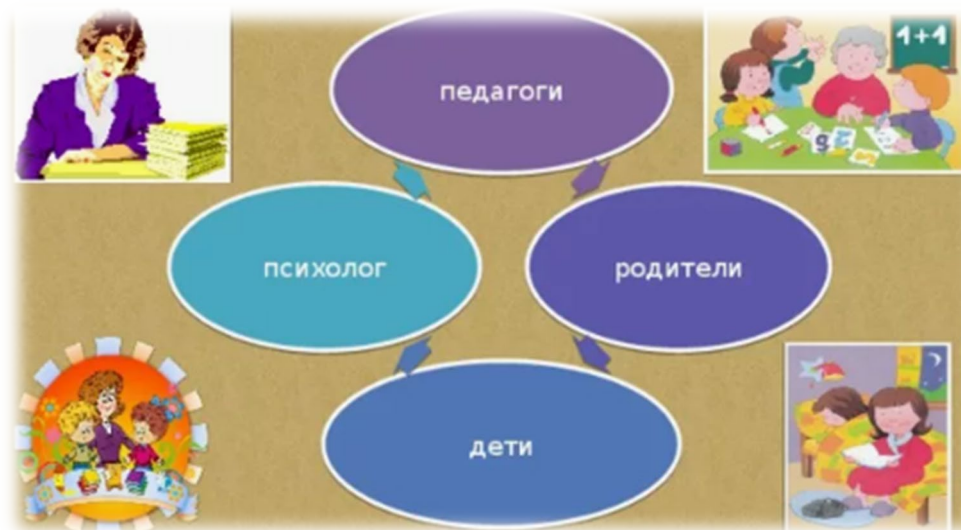 педагоги
1+1
психолог
родители
дети